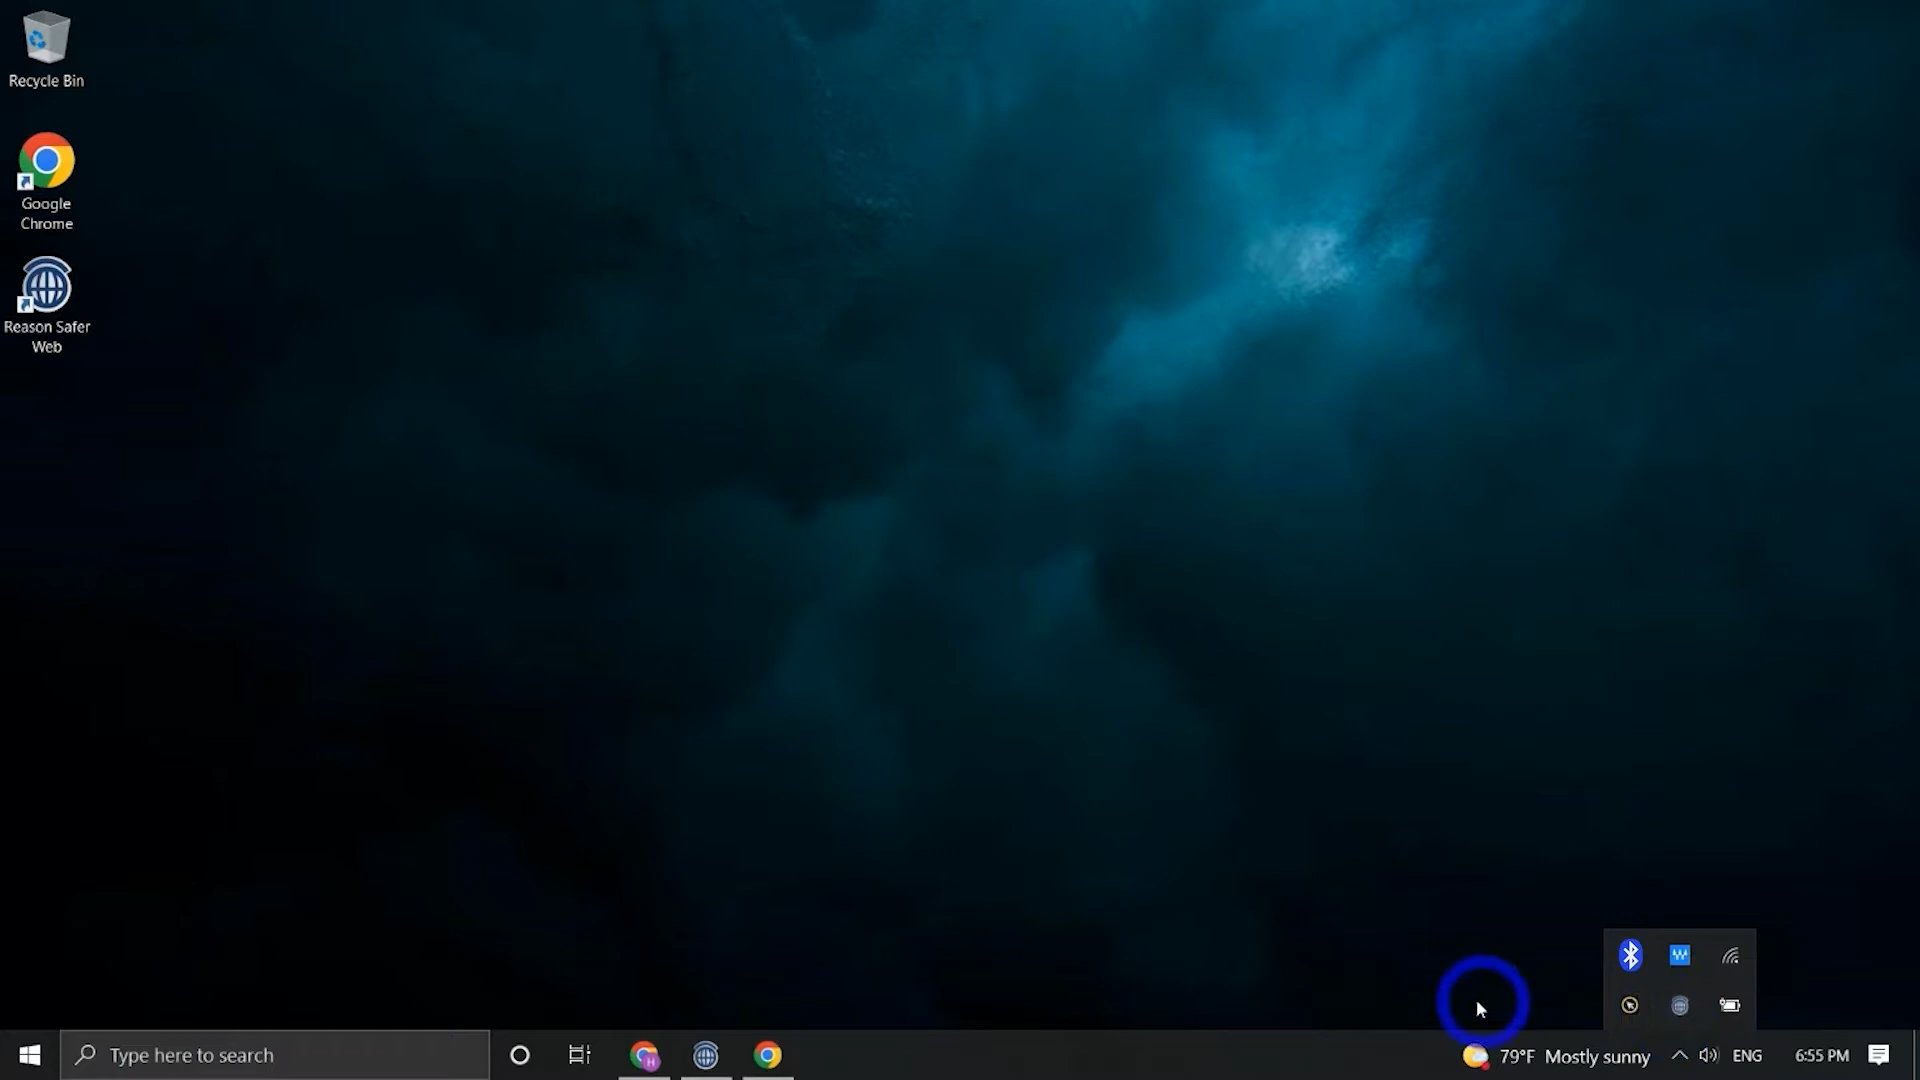 Recycle Bin
Google
Chrome
Reason Safer
Web
Type here to search
H
79°F Mostly sunny
ENG
6:55 PM